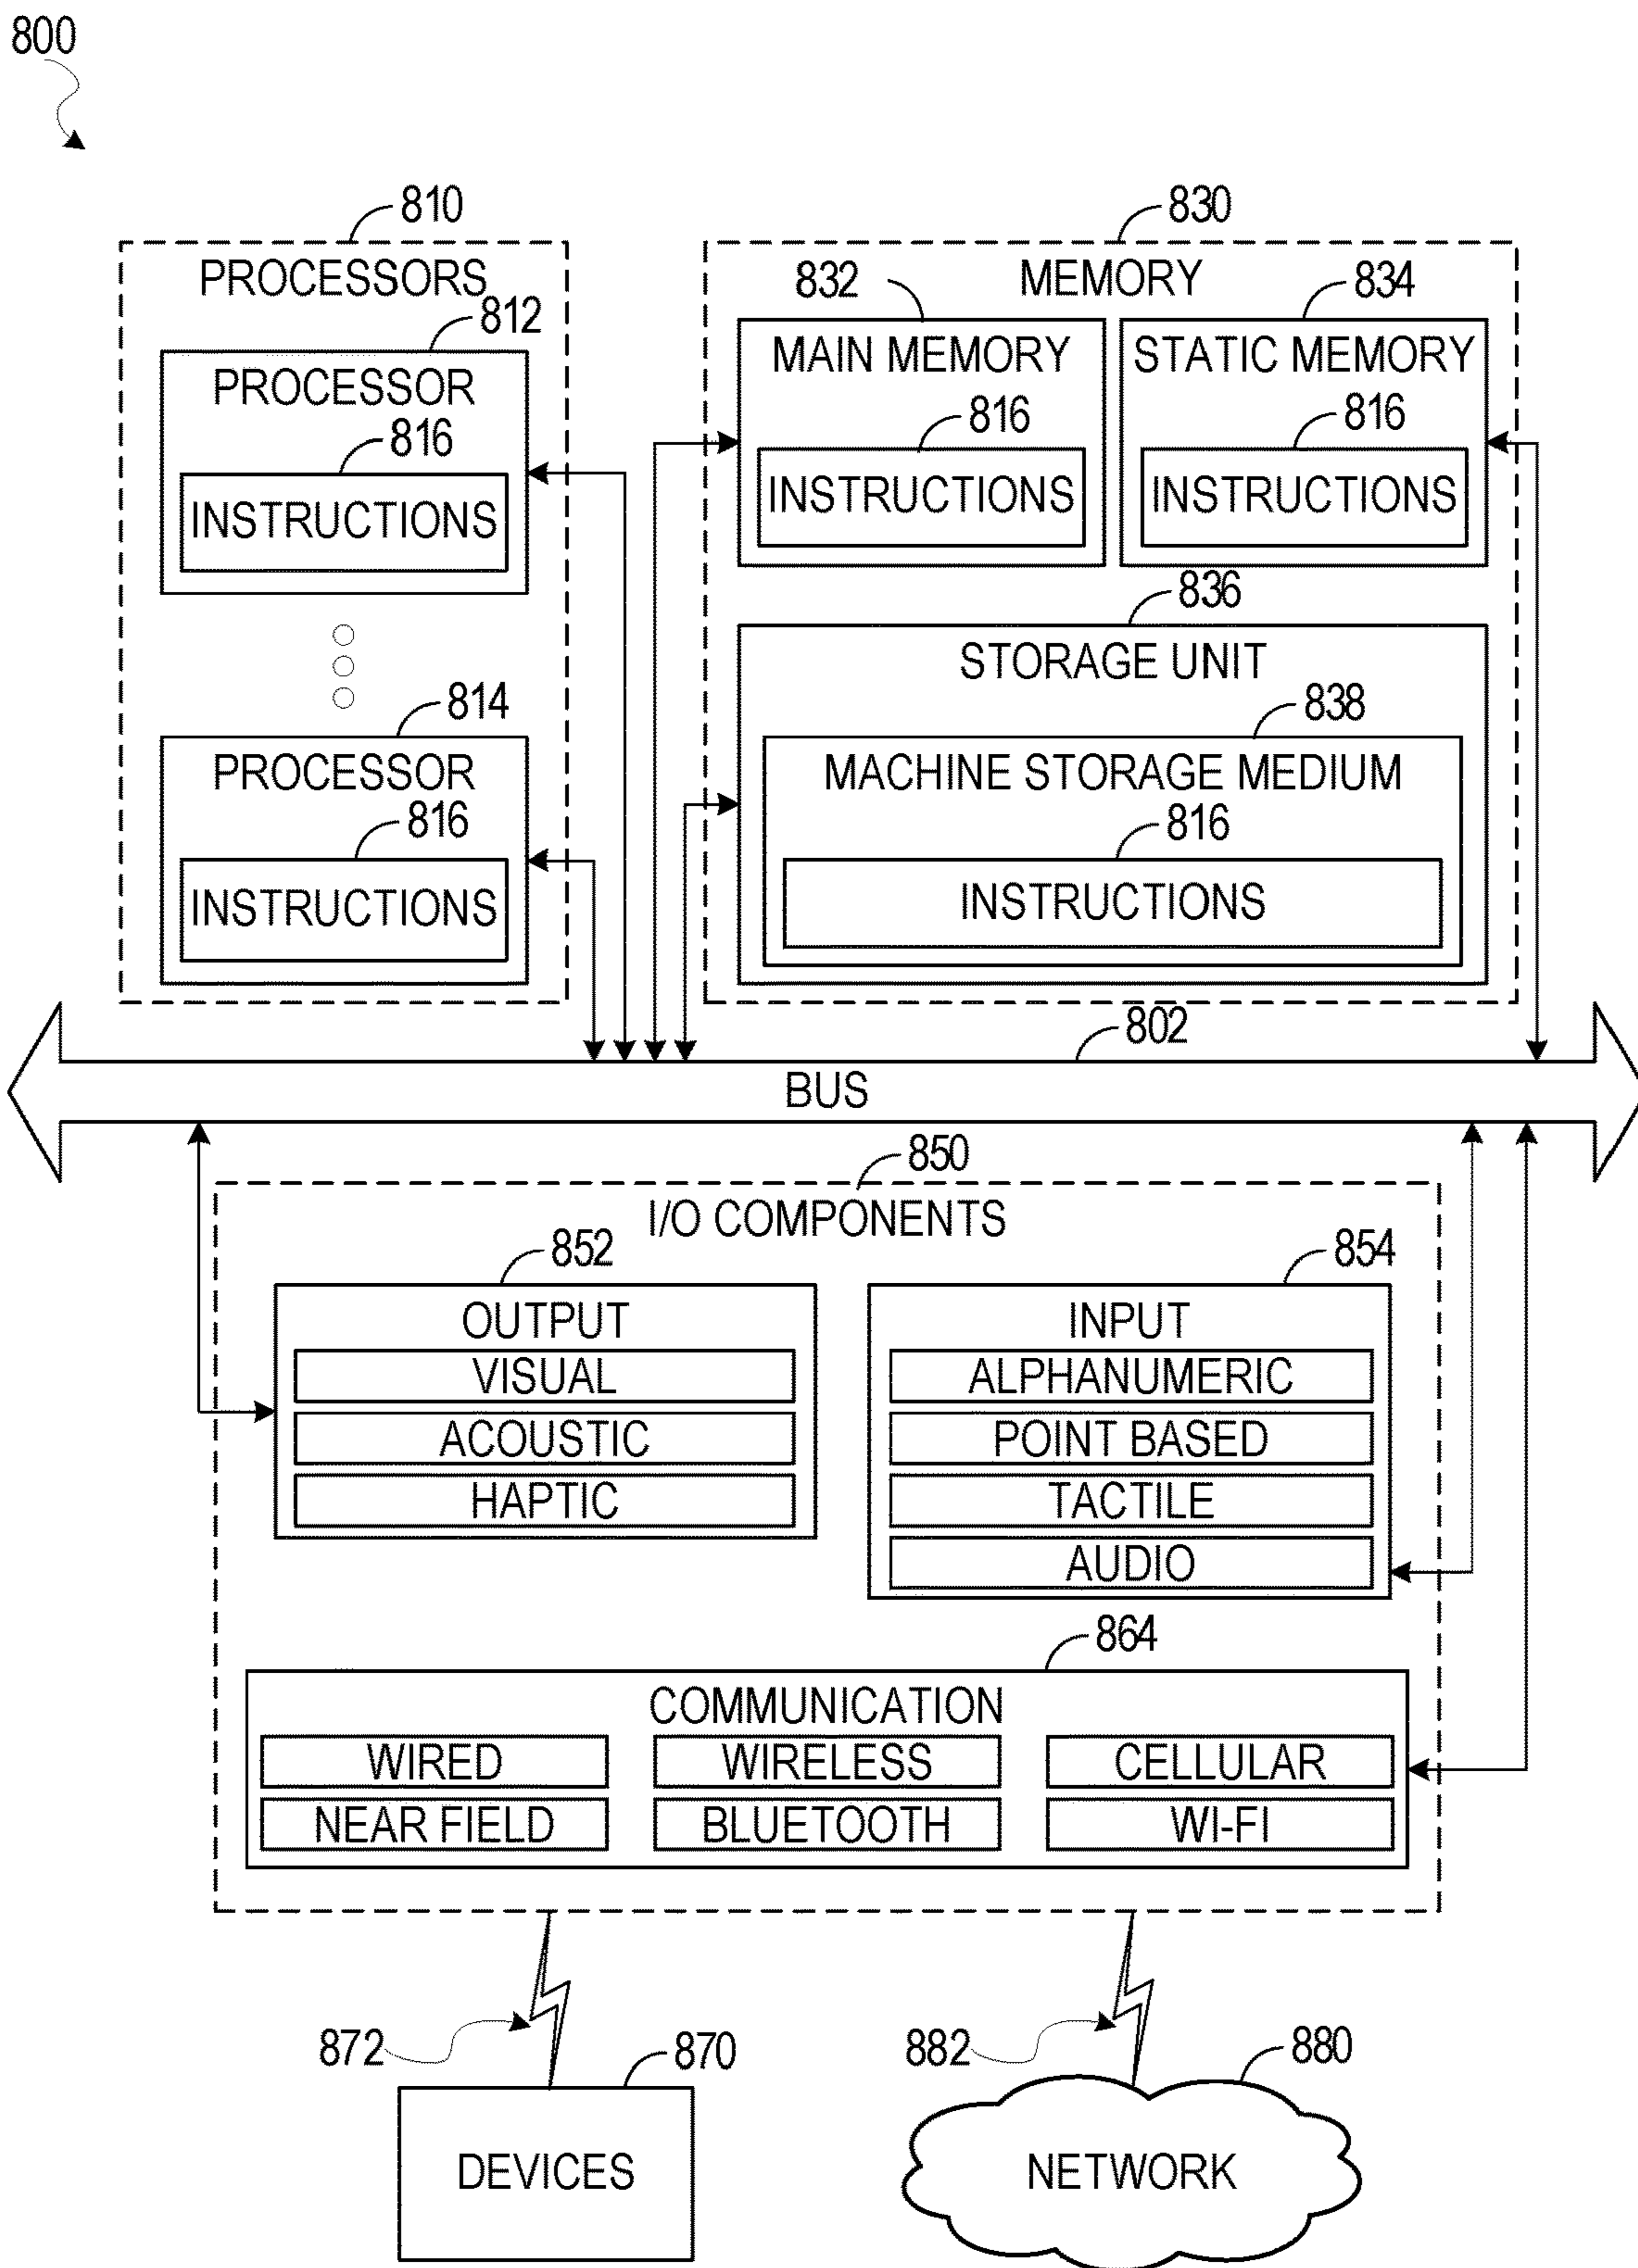 800
810
830
PROCESSORS
832
MEMORY
834
812
MAIN MEMORY
STATIC MEMORY
PROCESSOR
816
816
816
INSTRUCTIONS
INSTRUCTIONS
INSTRUCTIONS
836
STORAGE UNIT
814
838
PROCESSOR
MACHINE STORAGE MEDIUM
816
816
INSTRUCTIONS
INSTRUCTIONS
802
BUS
850
I/O COMPONENTS
852
854
OUTPUT
INPUT
VISUAL
ALPHANUMERIC
ACOUSTIC
POINT BASED
HAPTIC
TACTILE
AUDIO
864
COMMUNICATION
WIRED
WIRELESS
CELLULAR
NEAR FIELD
BLUETOOTH
WI-FI
872
870
882
880
DEVICES
NETWORK